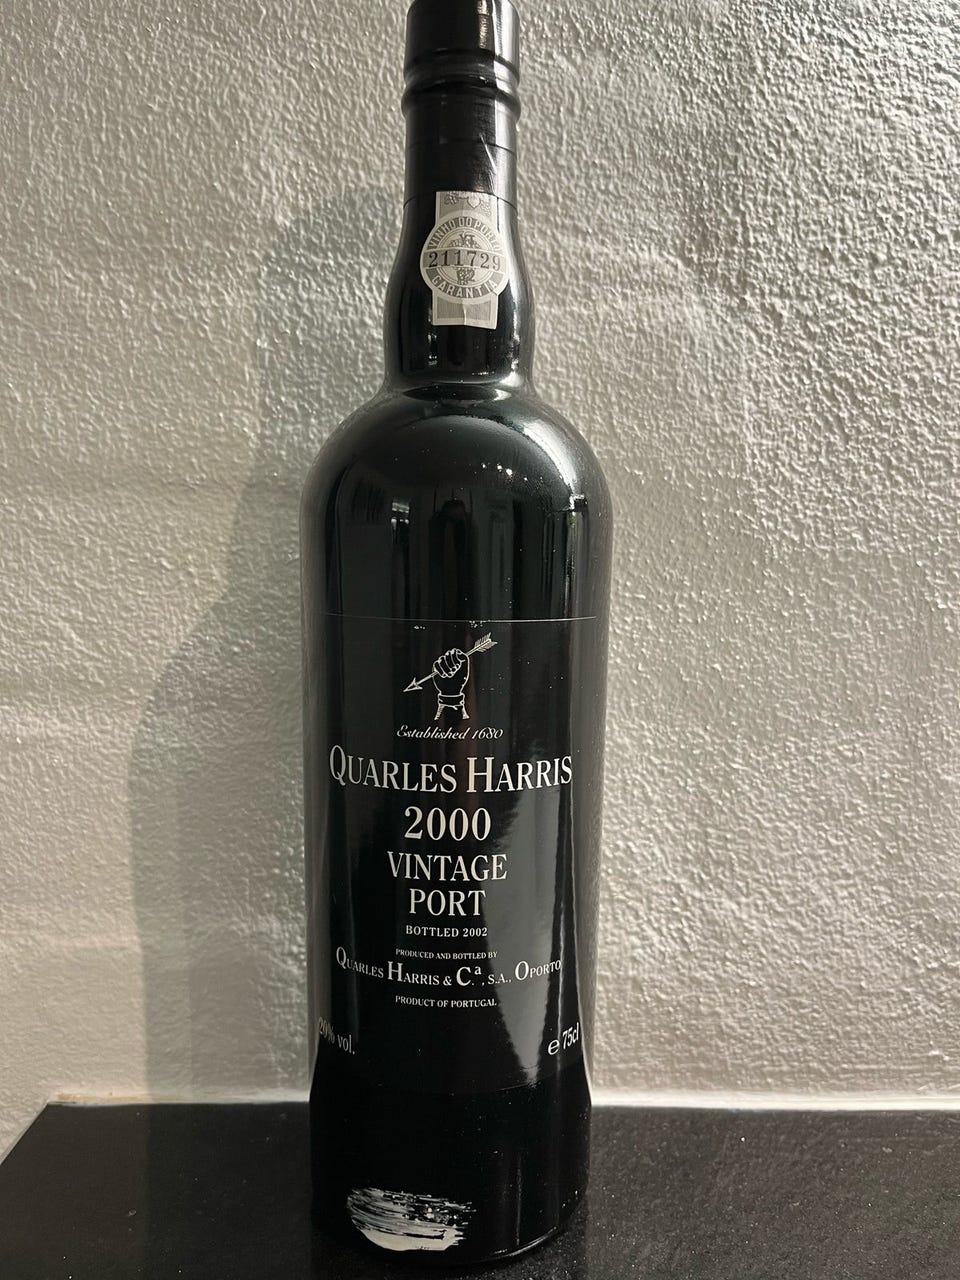 VINHO DO PORTO
211729
GARANTIA
Established 1680
QUARLES HARRIS
2000
VINTAGE
PORT
BOTTLED 2002
PRODUCED AND BOTTLED BY
QUARLES HARRIS & Cª., S.A., OPORTO
PRODUCT OF PORTUGAL
20% vol.
e 75cl